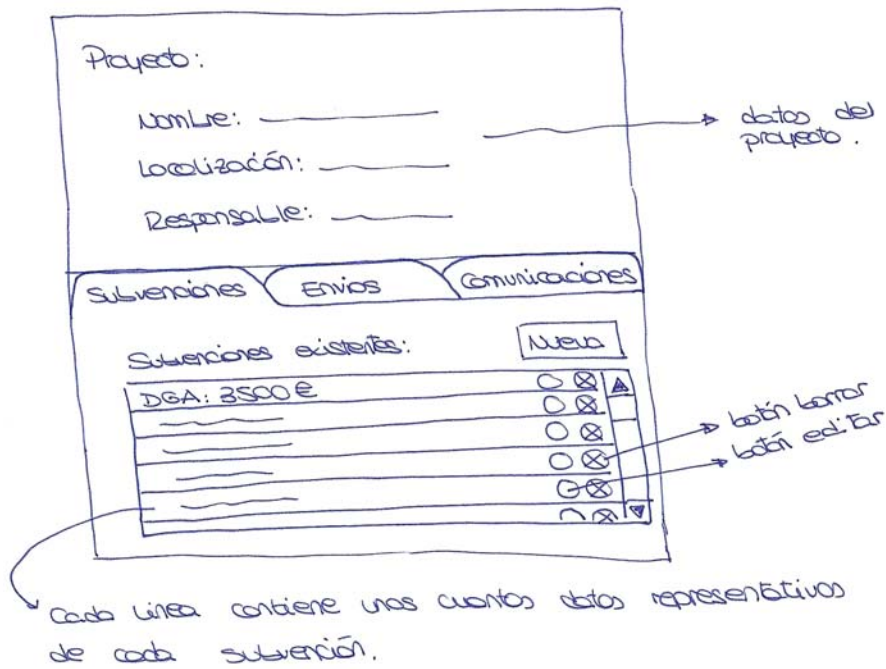 Proyecto:
Nombre:
Localización:
Responsable:
datos del
proyecto.
Subvenciones
Envios
Comunicaciones
Subvenciones existentes:
Nueva
DGA: 3500 €
botón borrar
botón editar
Cada línea contiene unos cuantos datos representativos
de cada subvención.